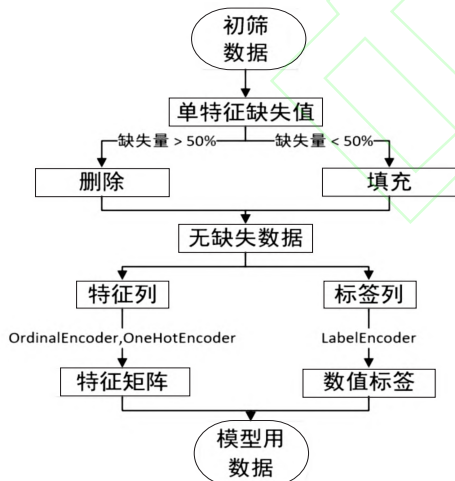 初筛
数据
单特征缺失值
缺失量 > 50%
缺失量 < 50%
删除
填充
无缺失数据
特征列
标签列
OrdinalEncoder,OneHotEncoder
LabelEncoder
特征矩阵
数值标签
模型用
数据